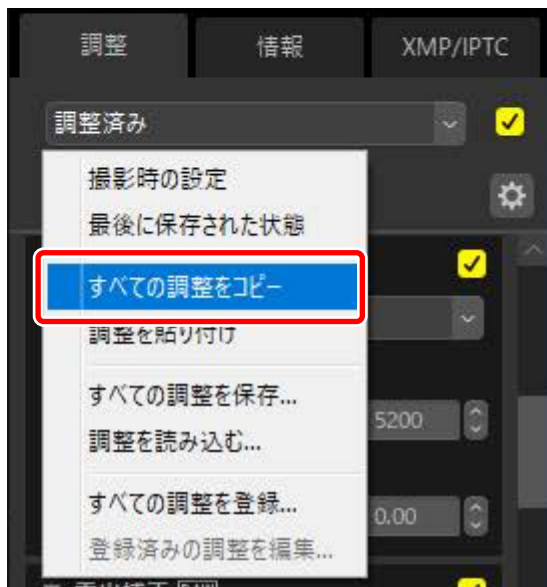 調整 情報 XMP/IPTC
調整済み
撮影時の設定
最後に保存された状態
すべての調整をコピー
調整を貼り付け
すべての調整を保存...
調整を読み込む...
5200
すべての調整を登録...
0.00
登録済みの調整を編集...